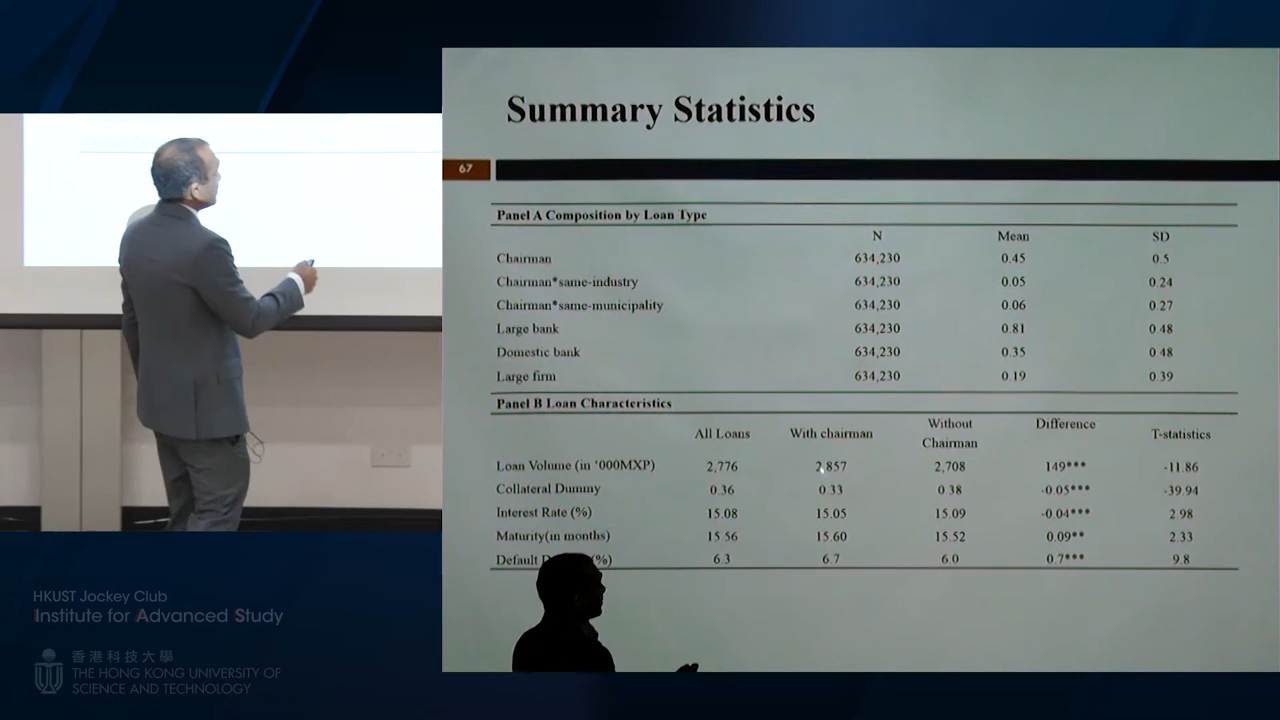 Summary Statistics
67
Panel A Composition by Loan Type
N Mean SD
Chairman 634,230 0.45 0.5
Chairman*same-industry 634,230 0.05 0.24
Chairman*same-municipality 634,230 0.06 0.27
Large bank 634,230 0.81 0.48
Domestic bank 634,230 0.35 0.48
Large firm 634,230 0.19 0.39
Panel B Loan Characteristics
All Loans With chairman Without Chairman Difference T-statistics
Loan Volume (in ‘000MXP) 2,776 2,857 2,708 149*** -11.86
Collateral Dummy 0.36 0.33 0.38 -0.05*** -39.94
Interest Rate (%) 15.08 15.05 15.09 -0.04*** 2.98
Maturity(in months) 15.56 15.60 15.52 0.09** 2.33
Default (%) 6.3 6.7 6.0 0.7*** 9.8
HKUST Jockey Club
Institute for Advanced Study
香港科技大學
THE HONG KONG UNIVERSITY OF
SCIENCE AND TECHNOLOGY